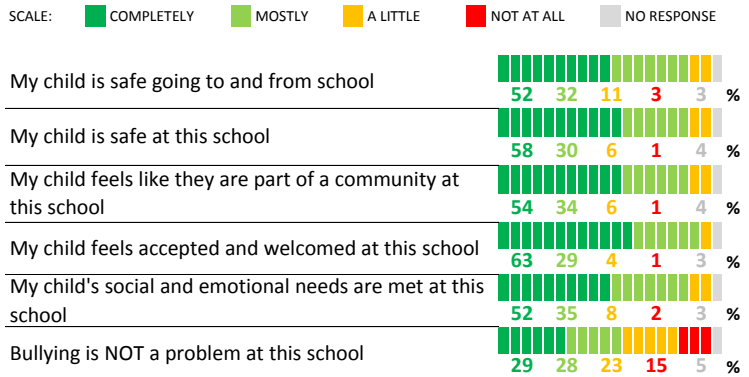 SCALE: COMPLETELY MOSTLY A LITTLE NOT AT ALL NO RESPONSE
My child is safe going to and from school
52 32 11 3 3 %
My child is safe at this school
58 30 6 1 4 %
My child feels like they are part of a community at
this school
54 34 6 1 4 %
My child feels accepted and welcomed at this school
63 29 4 1 3 %
My child's social and emotional needs are met at this
school
52 35 8 2 3 %
Bullying is NOT a problem at this school
29 28 23 15 5 %